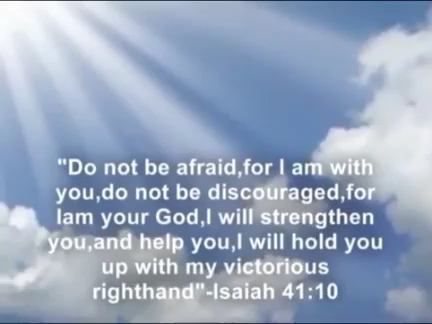 "Do not be afraid,for I am with
you,do not be discouraged,for
Iam your God,I will strengthen
you,and help you,I will hold you
up with my victorious
righthand"-Isaiah 41:10